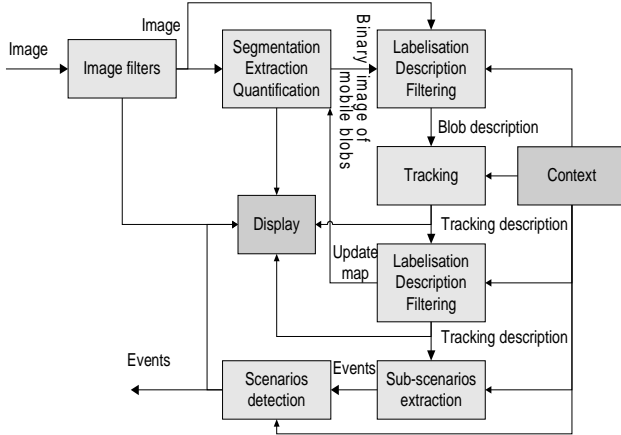 Image
Image
Image filters
Segmentation
Extraction
Quantification
Binary image of
mobile blobs
Labelisation
Description
Filtering
Blob description
Tracking
Context
Display
Tracking description
Update
map
Labelisation
Description
Filtering
Tracking description
Events
Scenarios
detection
Events
Sub-scenarios
extraction